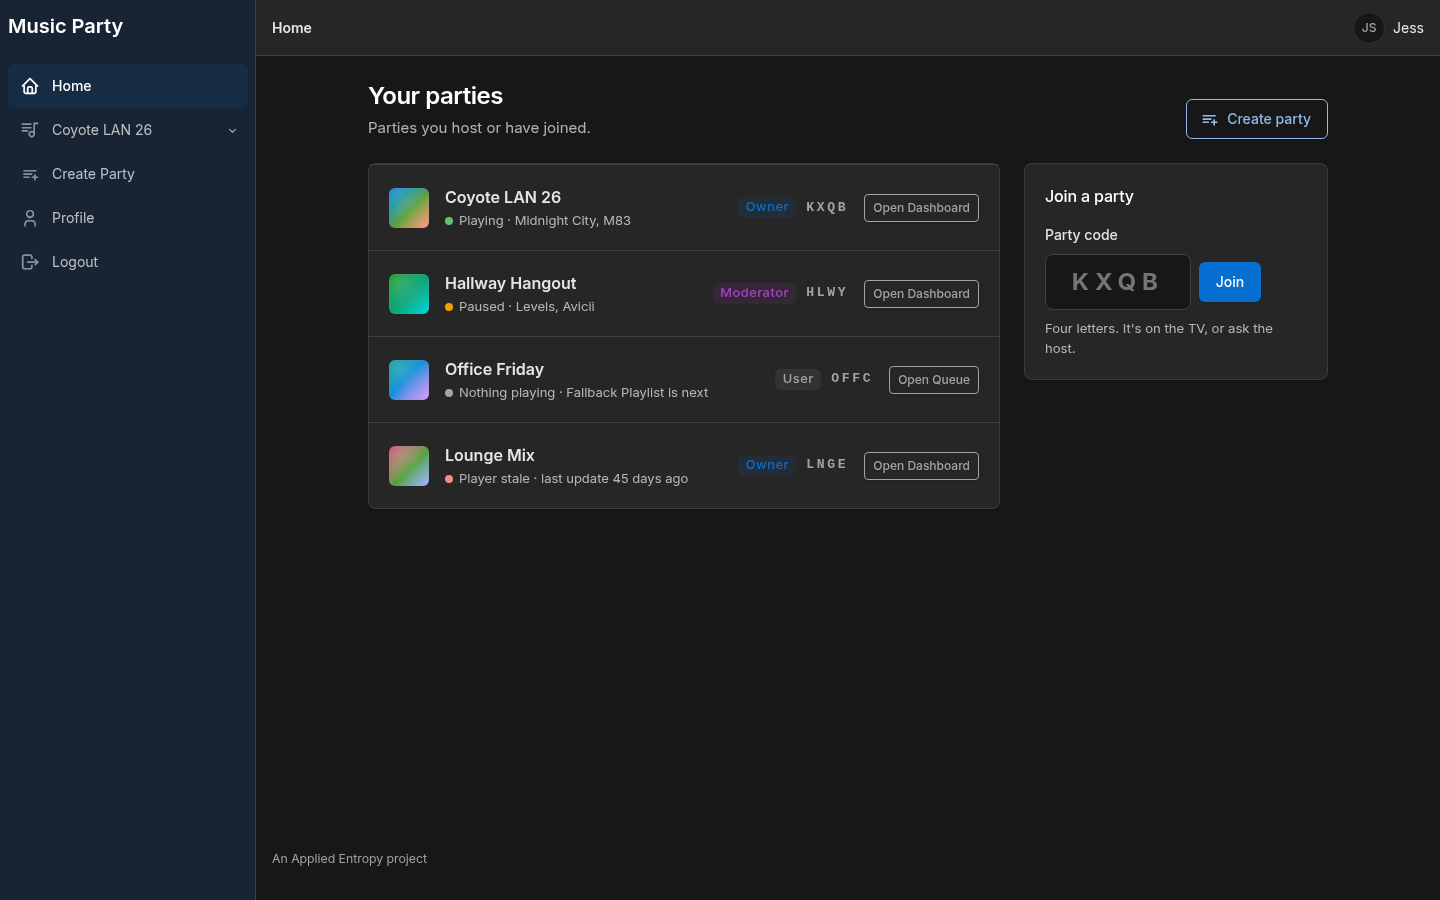 Music Party
Home
Coyote LAN 26
Create Party
Profile
Logout
Home
JS Jess
Your parties
Parties you host or have joined.
Create party
Coyote LAN 26
Playing · Midnight City, M83
Owner KXQB Open Dashboard
Hallway Hangout
Paused · Levels, Avicii
Moderator HLWY Open Dashboard
Office Friday
Nothing playing · Fallback Playlist is next
User OFFC Open Queue
Lounge Mix
Player stale · last update 45 days ago
Owner LNGE Open Dashboard
Join a party
Party code
KXQB Join
Four letters. It's on the TV, or ask the
host.
An Applied Entropy project